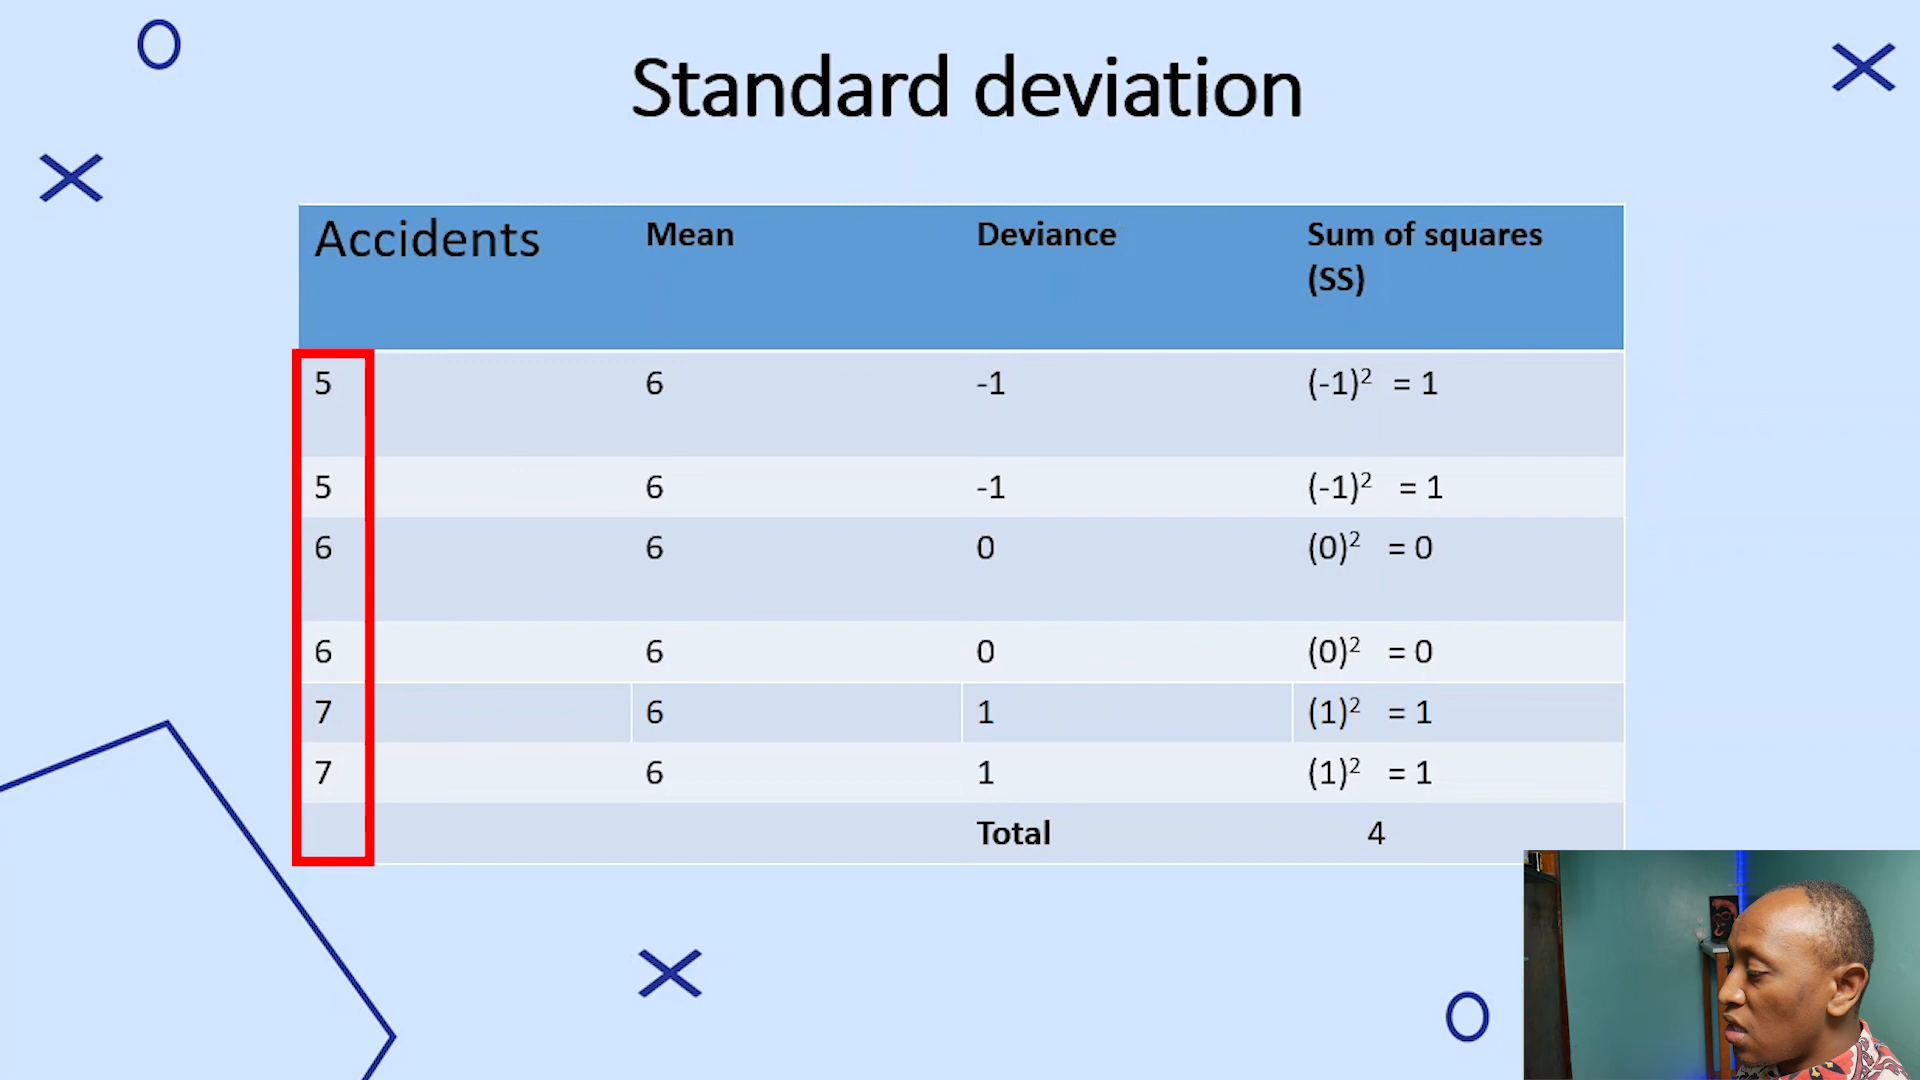 Standard deviation
Accidents Mean Deviance Sum of squares
(SS)
5 6 -1 (-1)² = 1
5 6 -1 (-1)² = 1
6 6 0 (0)² = 0
6 6 0 (0)² = 0
7 6 1 (1)² = 1
7 6 1 (1)² = 1
Total 4